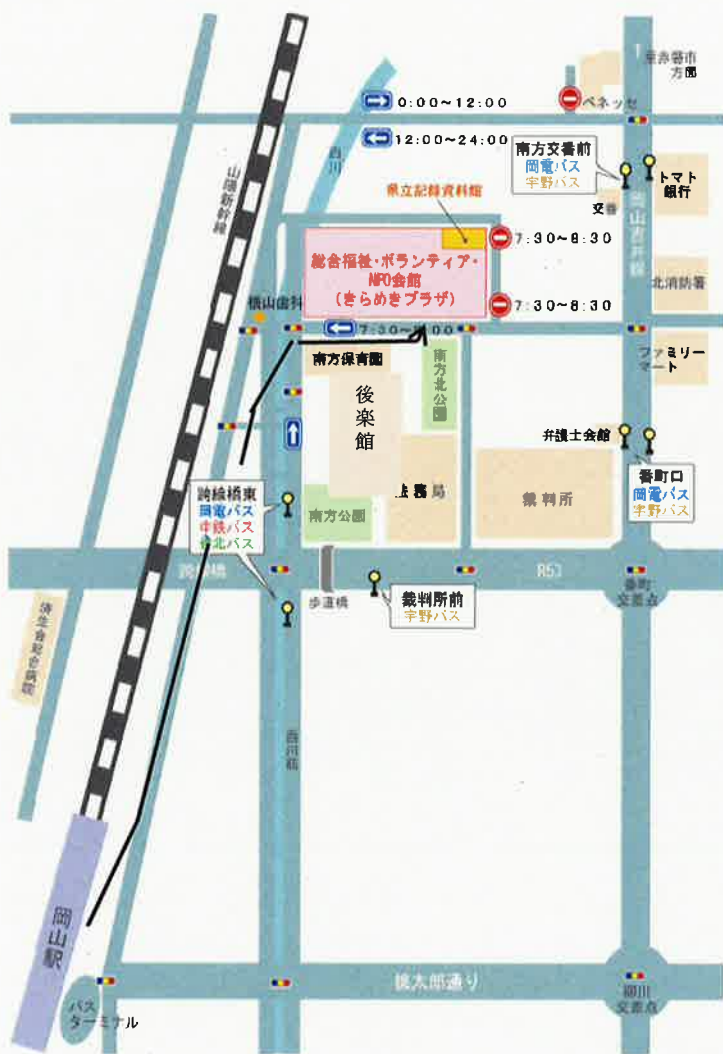 至赤磐市
方面
0:00~12:00
ベネッセ
12:00~24:00
西川
南方交番前
岡電バス
宇野バス
トマト
銀行
山陽新幹線
県立記録資料館
交番
岡山吉井線
総合福祉・ボランティア・
NPO会館
(きらめきプラザ)
7:30~8:30
北消防署
7:30~8:30
横山歯科
南方保育園
南方北公園
ファミリー
マート
後楽館
弁護士会館
跨線橋東
岡電バス
中鉄バス
法務局
裁判所
番町口
岡電バス
宇野バス
南方公園
跨線橋
R53
番町
交差点
歩道橋
裁判所前
宇野バス
済生会総合病院
西川筋
岡山駅
桃太郎通り
柳川
交差点
バス
ターミナル